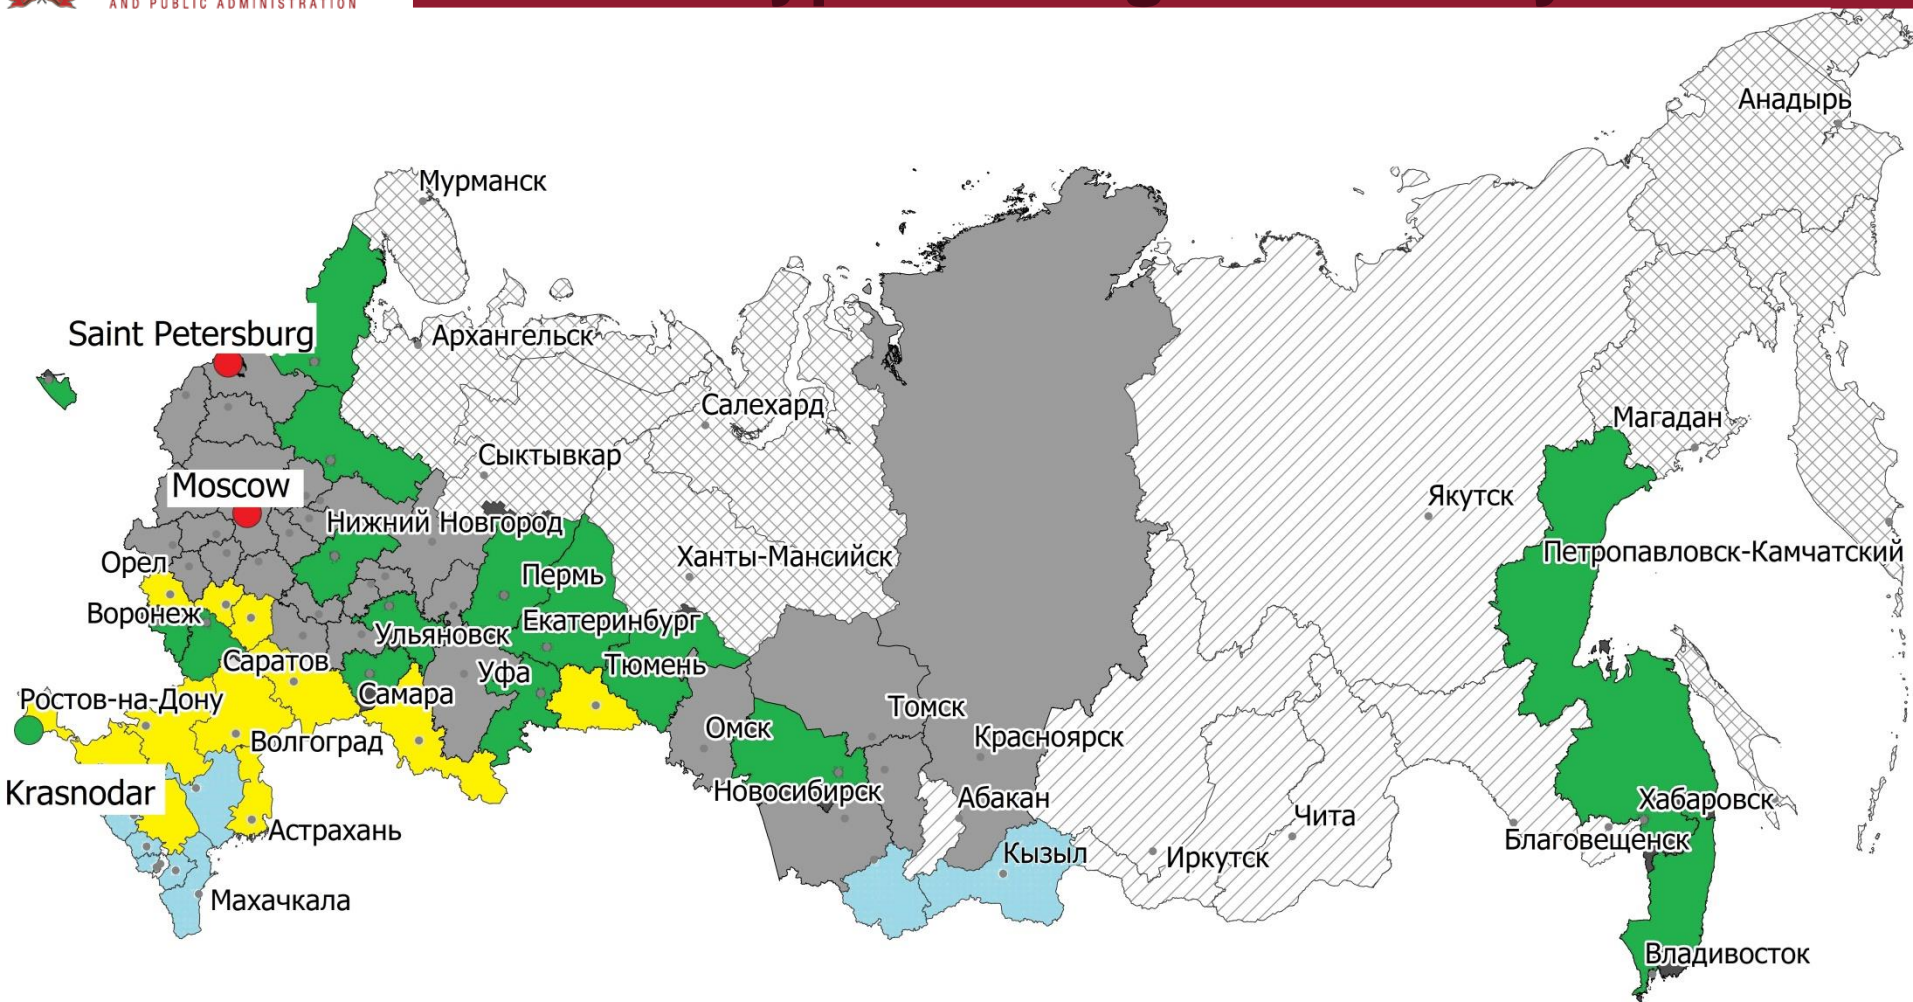 AND PUBLIC ADMINISTRATION
Анадырь
Мурманск
Saint Petersburg
Архангельск
Салехард
Магадан
Сыктывкар
Moscow
Якутск
Нижний Новгород
Петропавловск-Камчатский
Ханты-Мансийск
Орел
Пермь
Воронеж
Екатеринбург
Ульяновск
Саратов
Уфа
Тюмень
Ростов-на-Дону
Самара
Томск
Омск
Волгоград
Красноярск
Krasnodar
Новосибирск
Абакан
Хабаровск
Чита
Астрахань
Благовещенск
Кызыл
Иркутск
Махачкала
Владивосток